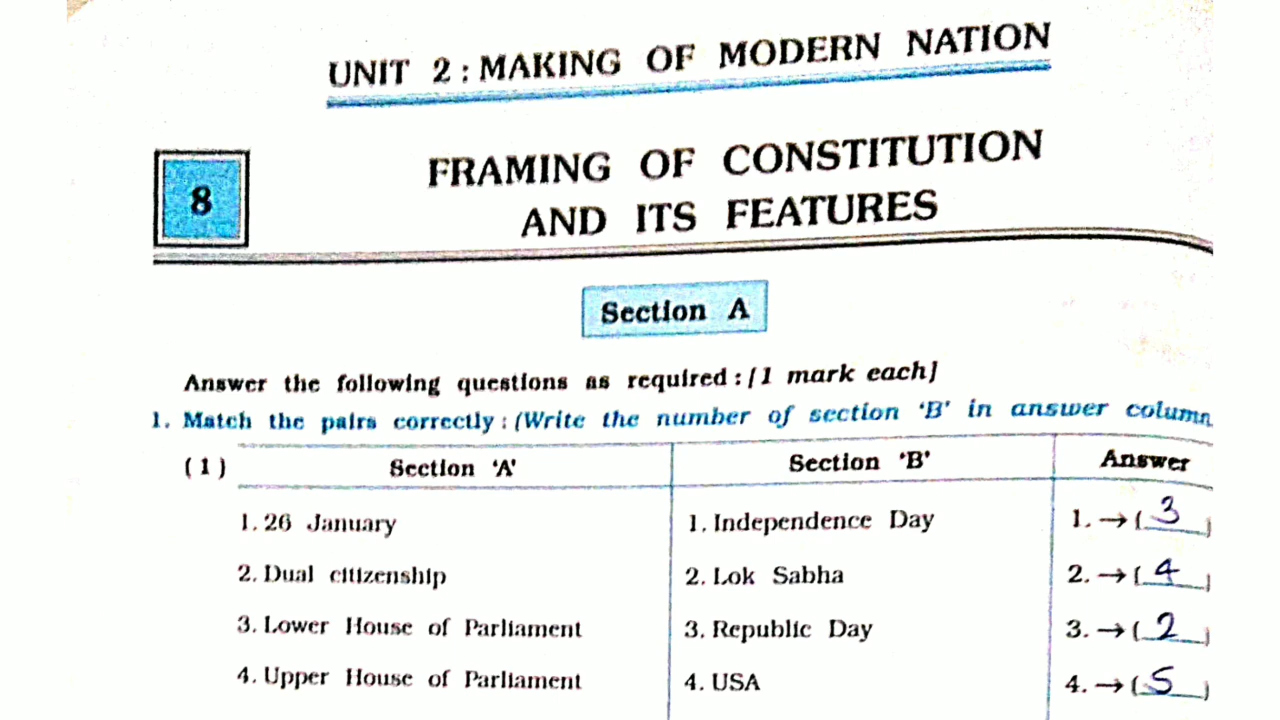 UNIT 2 : MAKING OF MODERN NATION
8
FRAMING OF CONSTITUTION
AND ITS FEATURES
Section A
Answer the following questions as required : [1 mark each]
1. Match the pairs correctly : (Write the number of section 'B' in answer column
(1) Section 'A' Section 'B' Answer
1. 26 January 1. Independence Day 1. → ( 3 )
2. Dual citizenship 2. Lok Sabha 2. → ( 4 )
3. Lower House of Parliament 3. Republic Day 3. → ( 2 )
4. Upper House of Parliament 4. USA 4. → ( 5 )